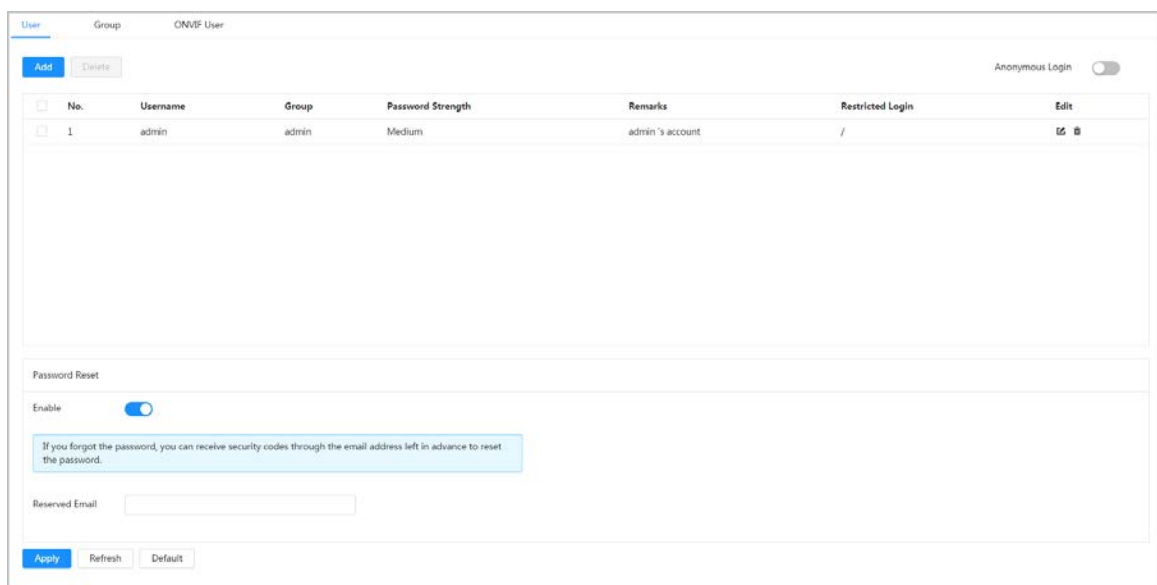 User Group ONVIF User
Add Delete Anonymous Login
No. Username Group Password Strength Remarks Restricted Login Edit
1 admin admin Medium admin 's account /
Password Reset
Enable
If you forgot the password, you can receive security codes through the email address left in advance to reset
the password.
Reserved Email
Apply Refresh Default